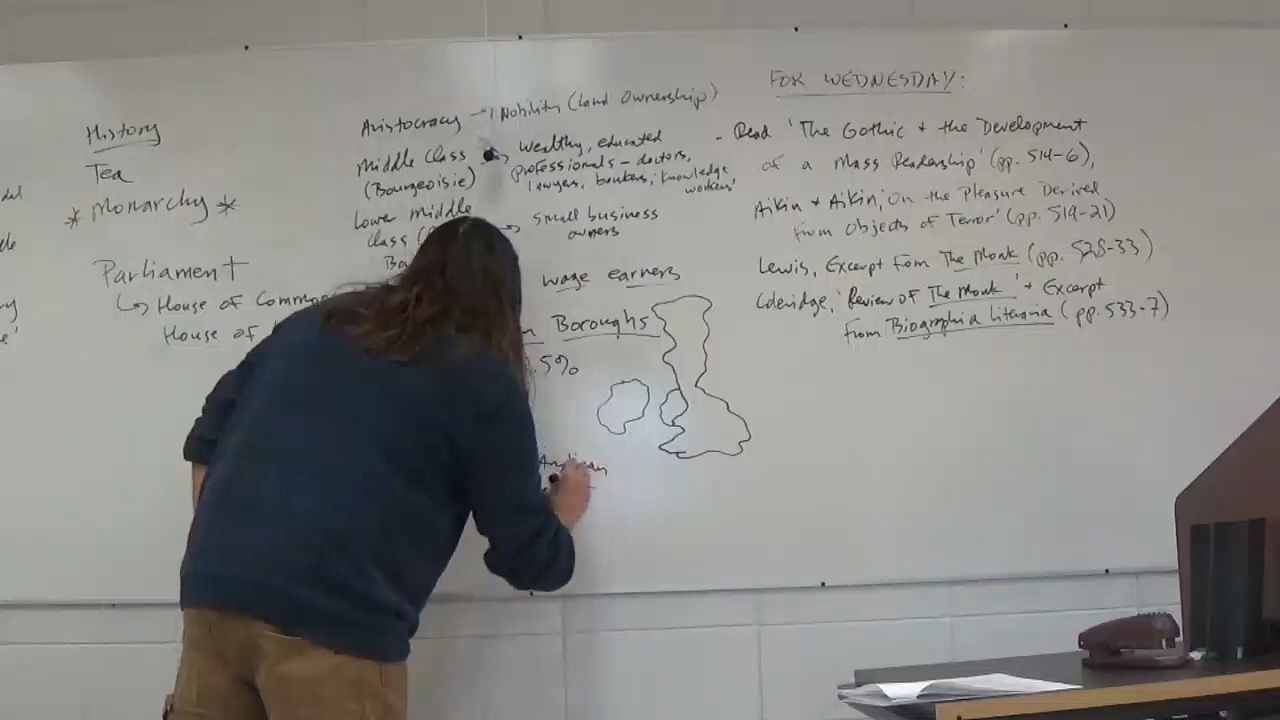 History
Tea
*Monarchy*
Parliament
↳ House of
House of
Aristocracy → Nobility (Land Ownership)
Middle Class → wealthy, educated
(Bourgeoisie) professionals - doctors,
lawyers, bankers, 'knowledge
workers'
Lower Middle → small business
Class owners
wage earners
Boroughs
.5%
Anglican
FOR WEDNESDAY:
- Read 'The Gothic + the Development
of a Mass Readership' (pp. 514-6),
Aikin + Aikin, 'On the Pleasure Derived
from Objects of Terror' (pp. 519-21)
Lewis, Excerpt from The Monk (pp. 528-33)
Coleridge, 'Review of The Monk' + Excerpt
from Biographia Literaria (pp. 533-7)